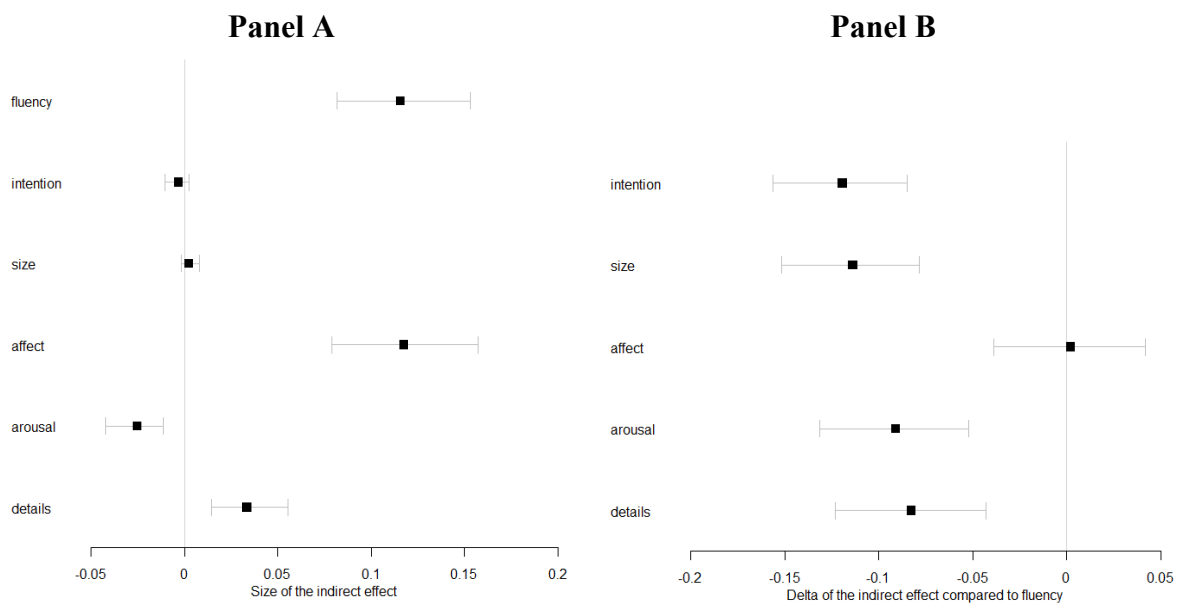 Panel A
fluency
intention
size
affect
arousal
details
-0.05 0 0.05 0.1 0.15 0.2
Size of the indirect effect
Panel B
intention
size
affect
arousal
details
-0.2 -0.15 -0.1 -0.05 0 0.05
Delta of the indirect effect compared to fluency